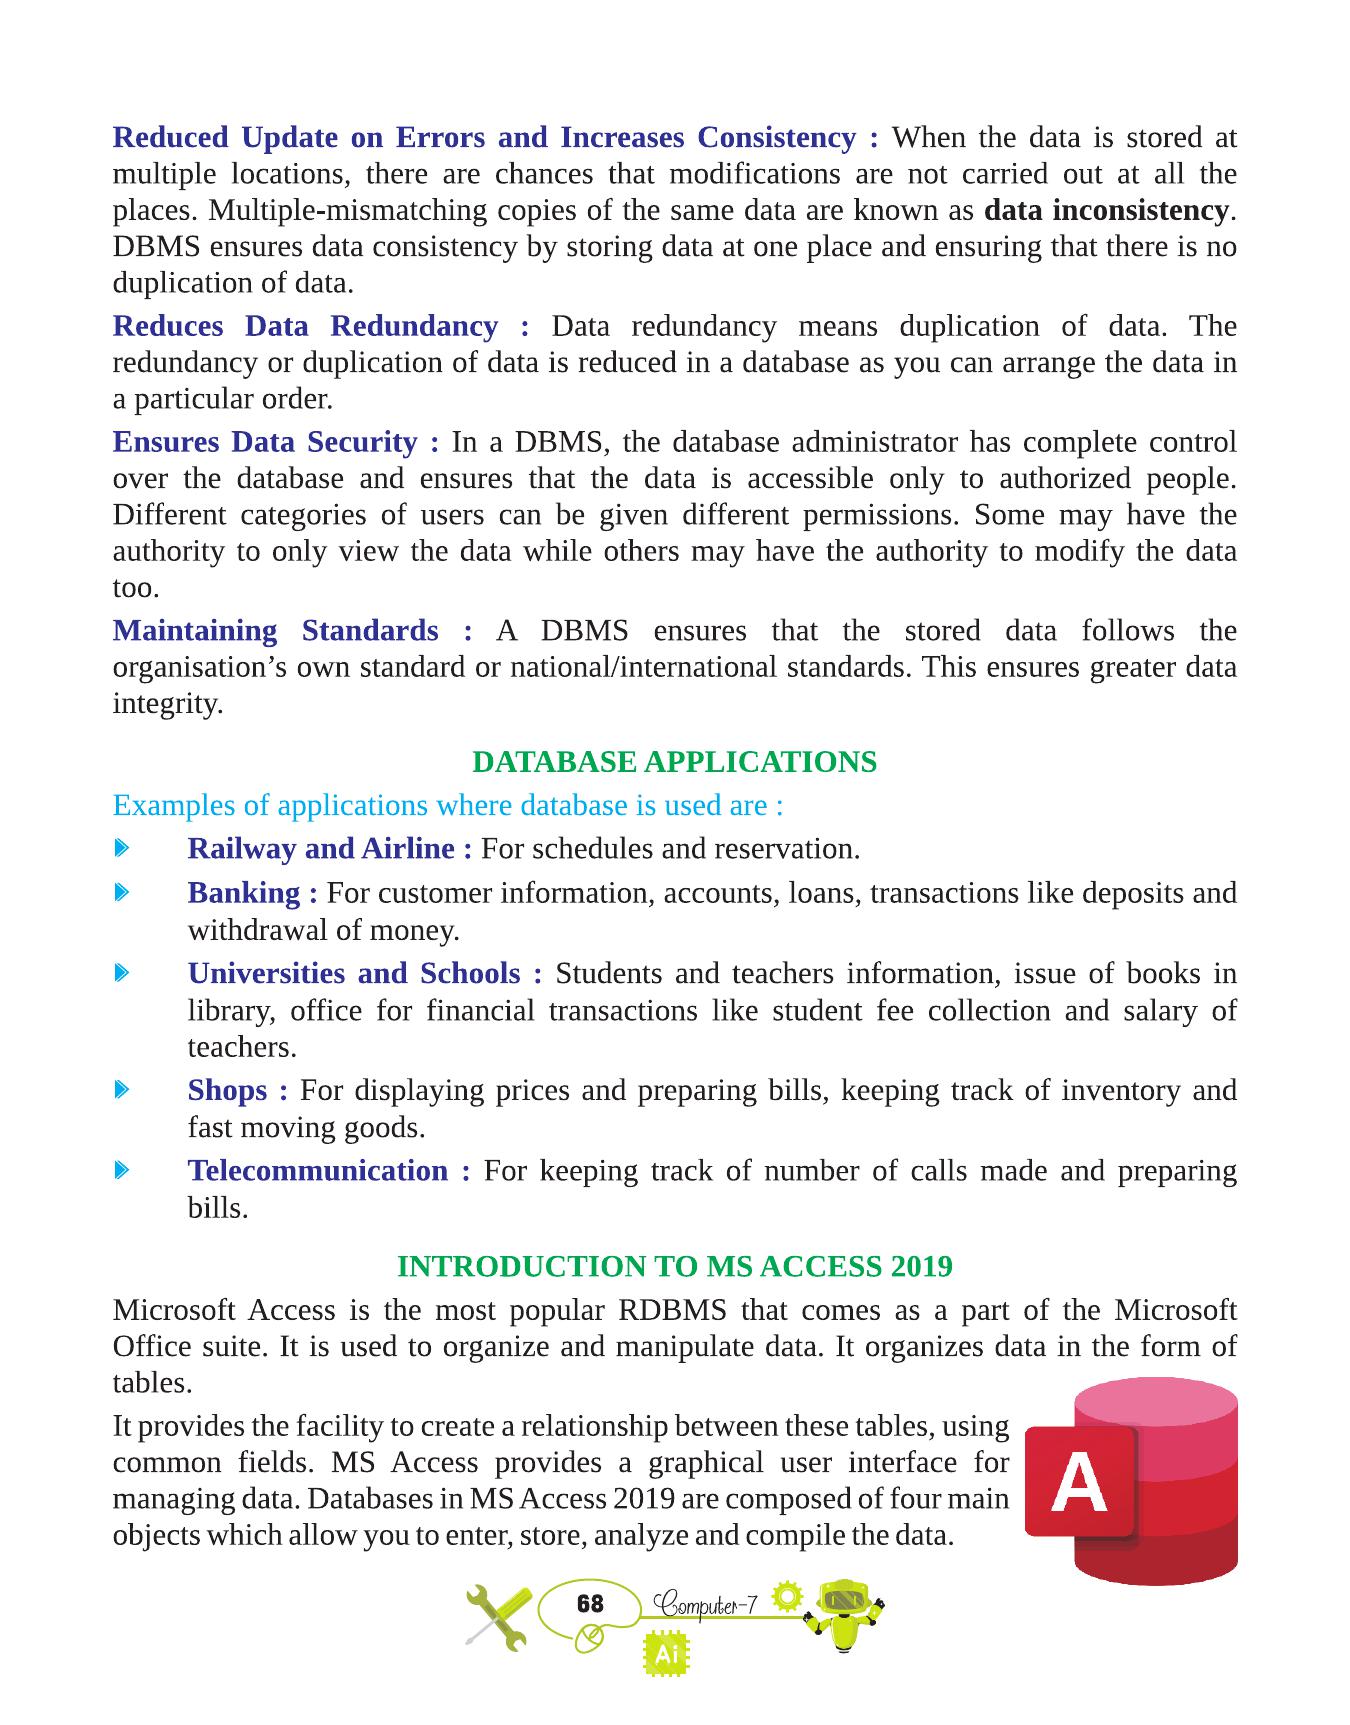 Reduced Update on Errors and Increases Consistency : When the data is stored at
multiple locations, there are chances that modifications are not carried out at all the
places. Multiple-mismatching copies of the same data are known as data inconsistency.
DBMS ensures data consistency by storing data at one place and ensuring that there is no
duplication of data.
Reduces Data Redundancy : Data redundancy means duplication of data. The
redundancy or duplication of data is reduced in a database as you can arrange the data in
a particular order.
Ensures Data Security : In a DBMS, the database administrator has complete control
over the database and ensures that the data is accessible only to authorized people.
Different categories of users can be given different permissions. Some may have the
authority to only view the data while others may have the authority to modify the data
too.
Maintaining Standards : A DBMS ensures that the stored data follows the
organisation’s own standard or national/international standards. This ensures greater data
integrity.
DATABASE APPLICATIONS
Examples of applications where database is used are :
Railway and Airline : For schedules and reservation.
Banking : For customer information, accounts, loans, transactions like deposits and
withdrawal of money.
Universities and Schools : Students and teachers information, issue of books in
library, office for financial transactions like student fee collection and salary of
teachers.
Shops : For displaying prices and preparing bills, keeping track of inventory and
fast moving goods.
Telecommunication : For keeping track of number of calls made and preparing
bills.
INTRODUCTION TO MS ACCESS 2019
Microsoft Access is the most popular RDBMS that comes as a part of the Microsoft
Office suite. It is used to organize and manipulate data. It organizes data in the form of
tables.
It provides the facility to create a relationship between these tables, using
common fields. MS Access provides a graphical user interface for
managing data. Databases in MS Access 2019 are composed of four main
objects which allow you to enter, store, analyze and compile the data.
A
68 Computer-7
Ai